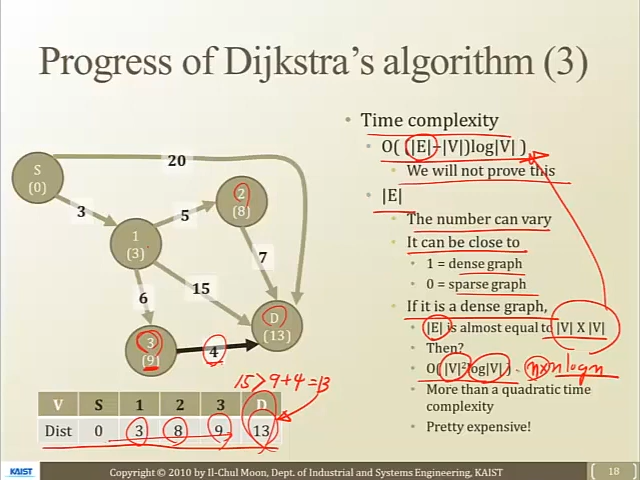 Progress of Dijkstra's algorithm (3)
S
(0)
20
3
1
(3)
5
2
(8)
7
6
15
D
(13)
3
(9)
4
15 > 9+4 = 13
V S 1 2 3 D
Dist 0 3 8 9 13
• Time complexity
• O( (|E|+|V|)log|V| )
• We will not prove this
• |E|
• The number can vary
• It can be close to
• 1 = dense graph
• 0 = sparse graph
• If it is a dense graph,
• |E| is almost equal to |V| X |V|
• Then?
• O( |V|²log|V| ) n×n log n
• More than a quadratic time
complexity
• Pretty expensive!
KAIST
Copyright © 2010 by Il-Chul Moon, Dept. of Industrial and Systems Engineering, KAIST
18